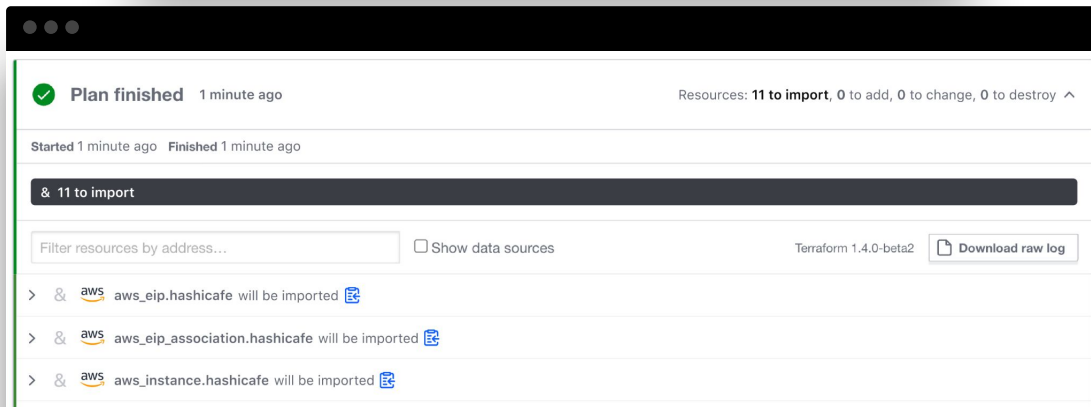 Plan finished 1 minute ago Resources: 11 to import, 0 to add, 0 to change, 0 to destroy
Started 1 minute ago Finished 1 minute ago
& 11 to import
Filter resources by address... Show data sources Terraform 1.4.0-beta2 Download raw log
& aws aws_eip.hashicafe will be imported
& aws aws_eip_association.hashicafe will be imported
& aws aws_instance.hashicafe will be imported